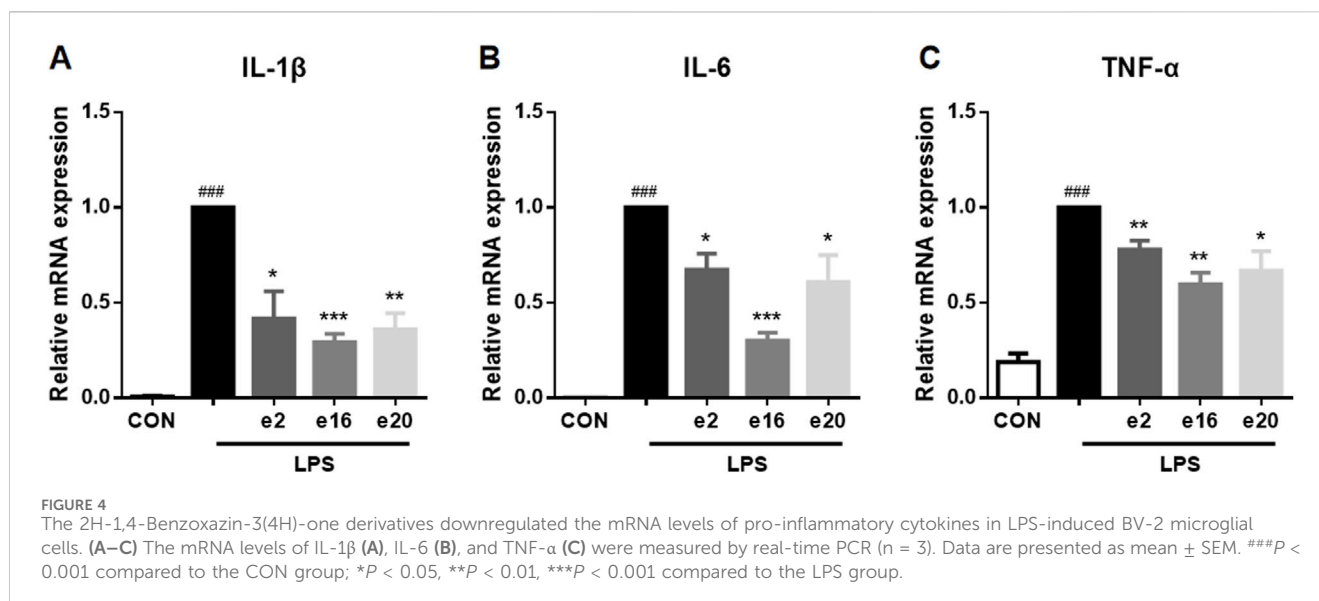 A
IL-1β
Relative mRNA expression
1.5
1.0
0.5
0.0
###
*
***
**
CON
e2
e16
e20
LPS
B
IL-6
Relative mRNA expression
1.5
1.0
0.5
0.0
###
*
***
*
CON
e2
e16
e20
LPS
C
TNF-α
Relative mRNA expression
1.5
1.0
0.5
0.0
###
**
**
*
CON
e2
e16
e20
LPS
FIGURE 4
The 2H-1,4-Benzoxazin-3(4H)-one derivatives downregulated the mRNA levels of pro-inflammatory cytokines in LPS-induced BV-2 microglial
cells. (A–C) The mRNA levels of IL-1β (A), IL-6 (B), and TNF-α (C) were measured by real-time PCR (n = 3). Data are presented as mean ± SEM. ###P <
0.001 compared to the CON group; *P < 0.05, **P < 0.01, ***P < 0.001 compared to the LPS group.